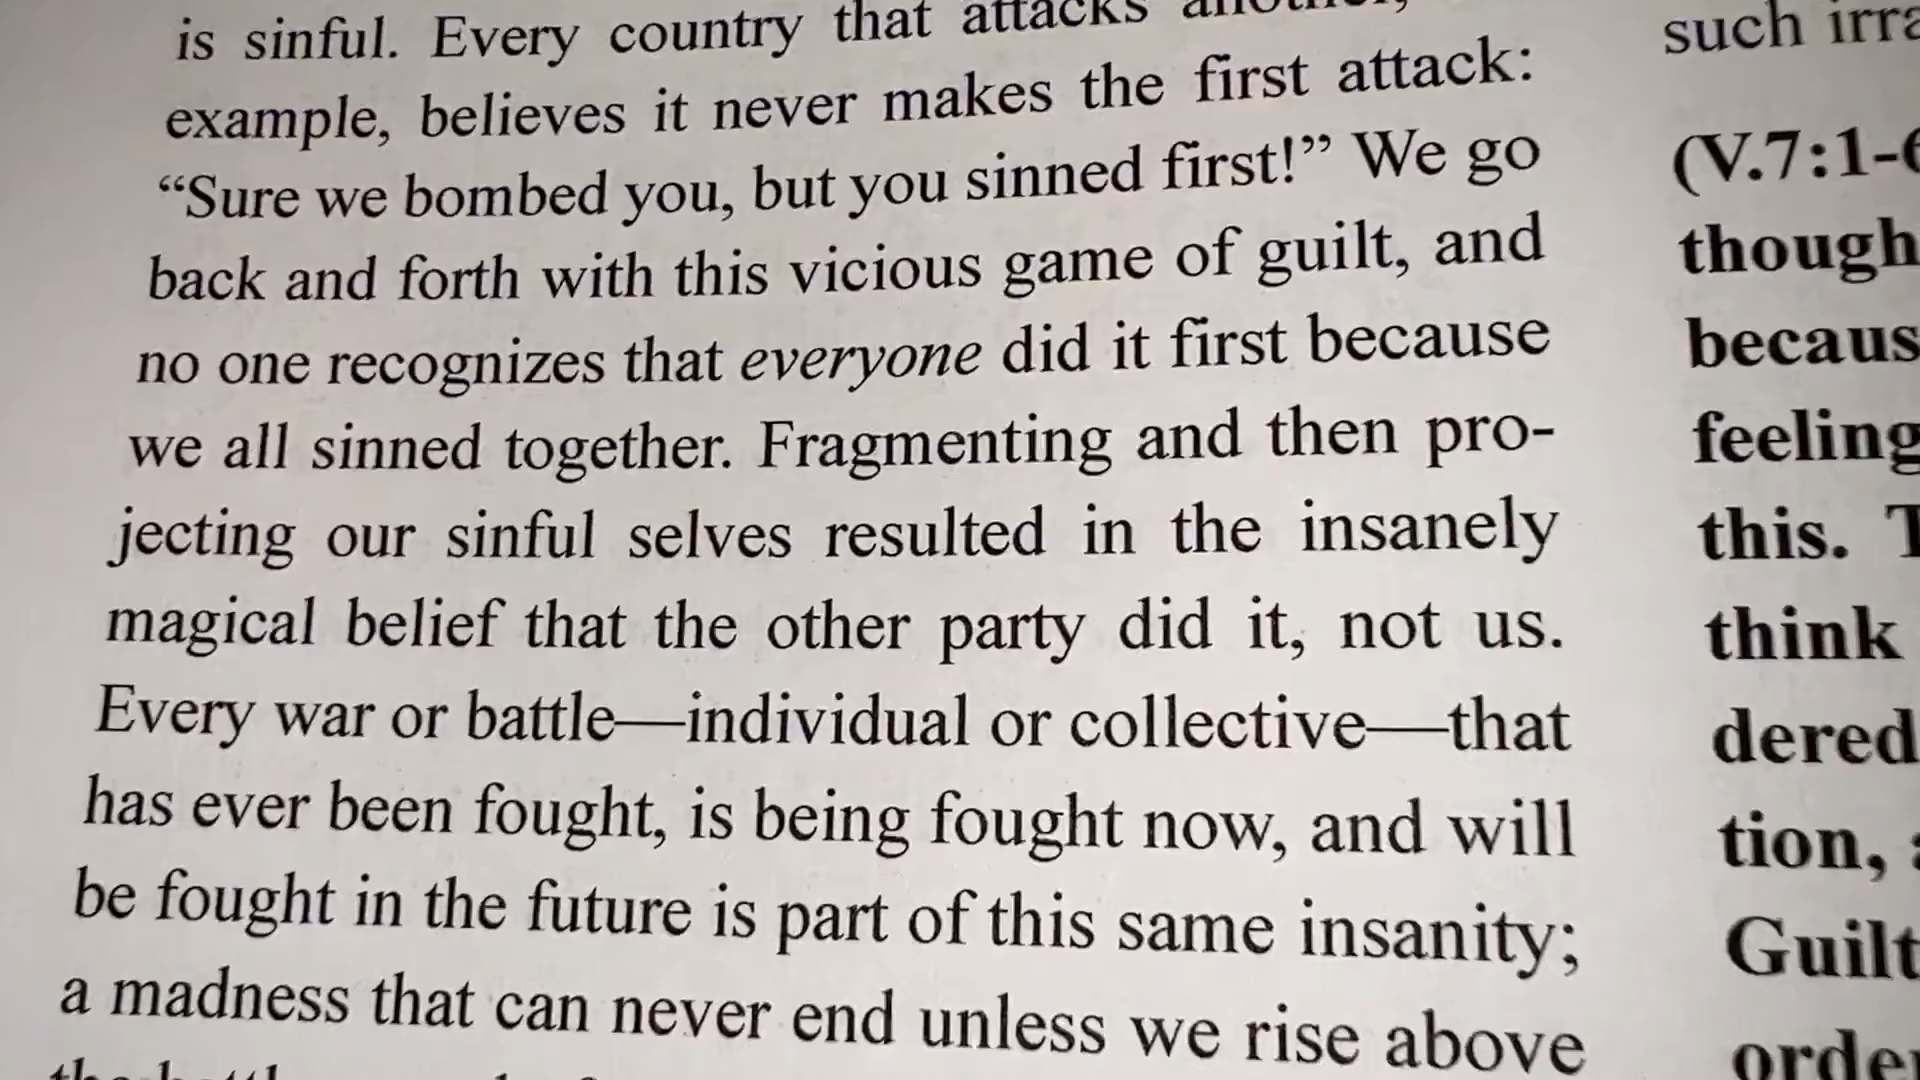 is sinful. Every country that attacks another,
example, believes it never makes the first attack:
“Sure we bombed you, but you sinned first!” We go
back and forth with this vicious game of guilt, and
no one recognizes that everyone did it first because
we all sinned together. Fragmenting and then pro-
jecting our sinful selves resulted in the insanely
magical belief that the other party did it, not us.
Every war or battle—individual or collective—that
has ever been fought, is being fought now, and will
be fought in the future is part of this same insanity;
a madness that can never end unless we rise above
such
(V.7:1-
though
becaus
feeling
this.
think
dered
tion,
Guilt